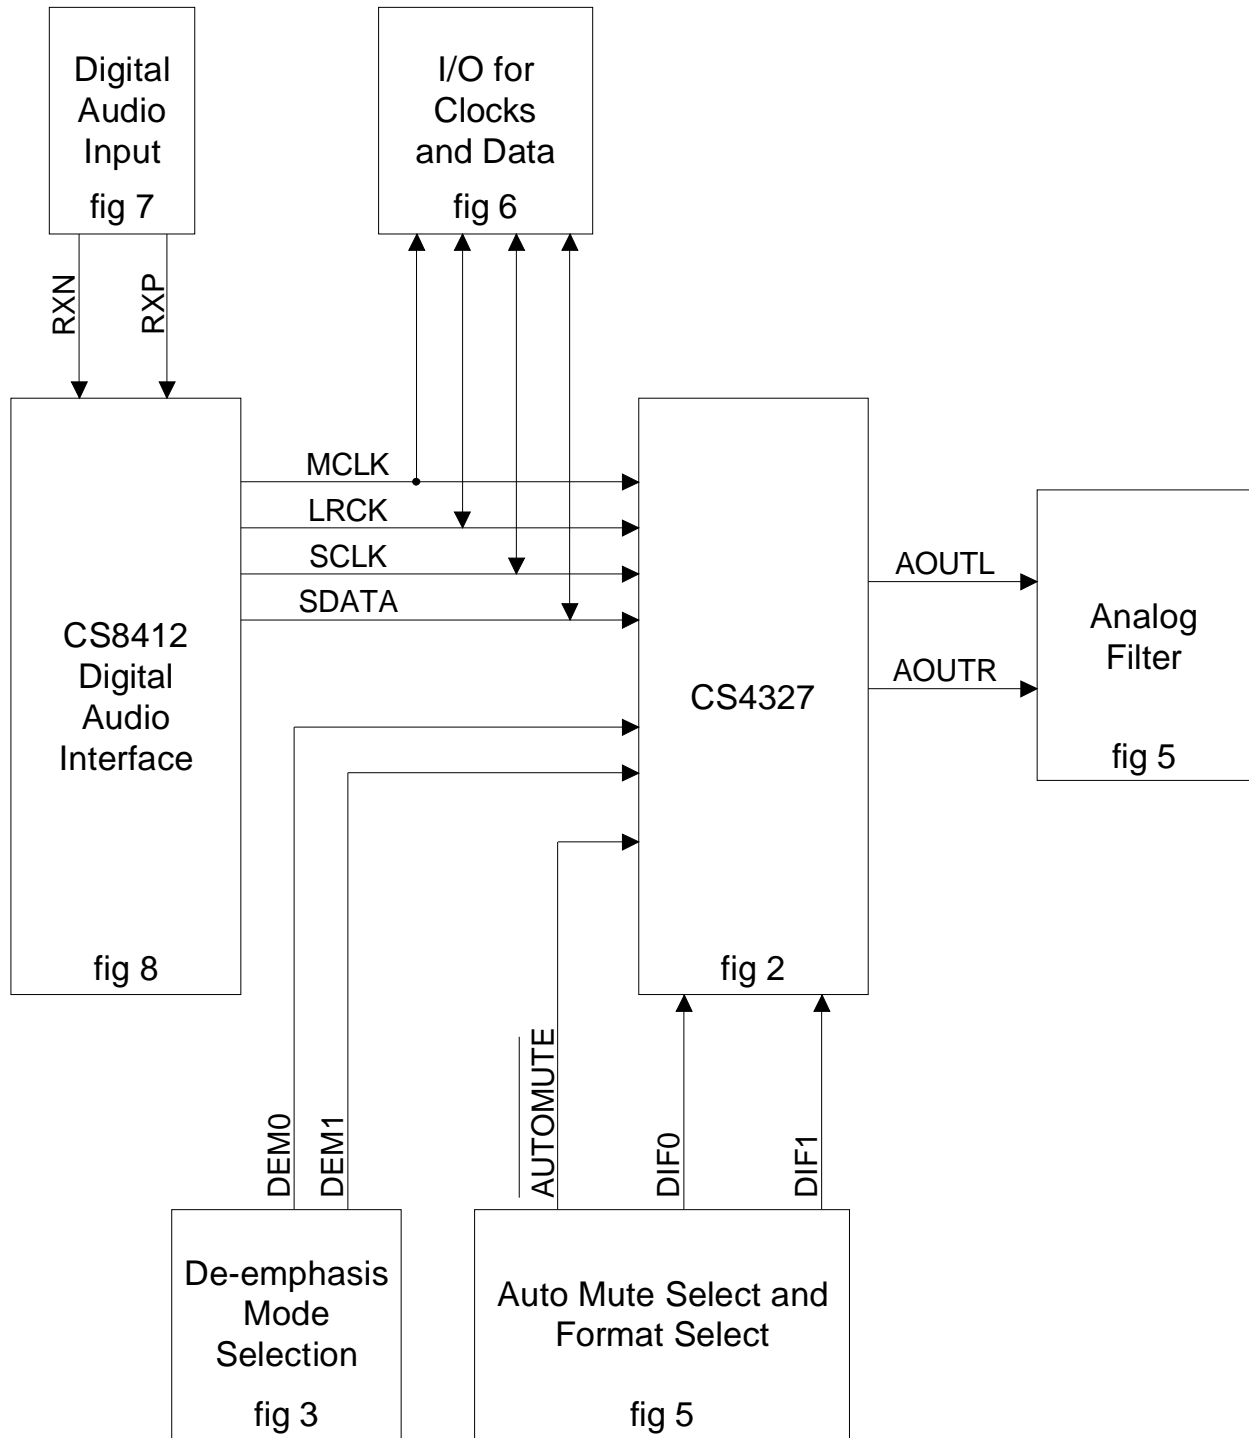 Digital
Audio
Input
fig 7
I/O for
Clocks
and Data
fig 6
RXN
RXP
MCLK
LRCK
SCLK
SDATA
CS8412
Digital
Audio
Interface
fig 8
CS4327
fig 2
AOUTL
AOUTR
Analog
Filter
fig 5
DEM0
DEM1
AUTOMUTE
DIF0
DIF1
De-emphasis
Mode
Selection
fig 3
Auto Mute Select and
Format Select
fig 5